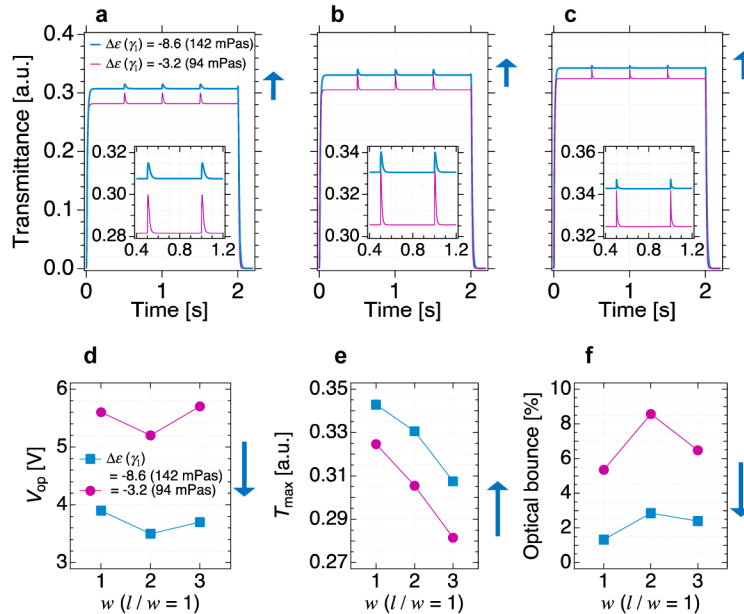 a
b
c
Transmittance [a.u.]
0.4
0.3
0.2
0.1
0.0
Δε (γ₁) = -8.6 (142 mPas)
Δε (γ₁) = -3.2 (94 mPas)
0.32
0.30
0.28
0.4 0.8 1.2
0.34
0.32
0.30
0.4 0.8 1.2
0.36
0.34
0.32
0.4 0.8 1.2
0 1 2
0 1 2
0 1 2
Time [s]
Time [s]
Time [s]
d
e
f
V_op [V]
6
5
4
3
Δε (γ₁)
= -8.6 (142 mPas)
= -3.2 (94 mPas)
1 2 3
w (l / w = 1)
T_max [a.u.]
0.35
0.33
0.31
0.29
0.27
1 2 3
w (l / w = 1)
Optical bounce [%]
10
8
6
4
2
0
1 2 3
w (l / w = 1)